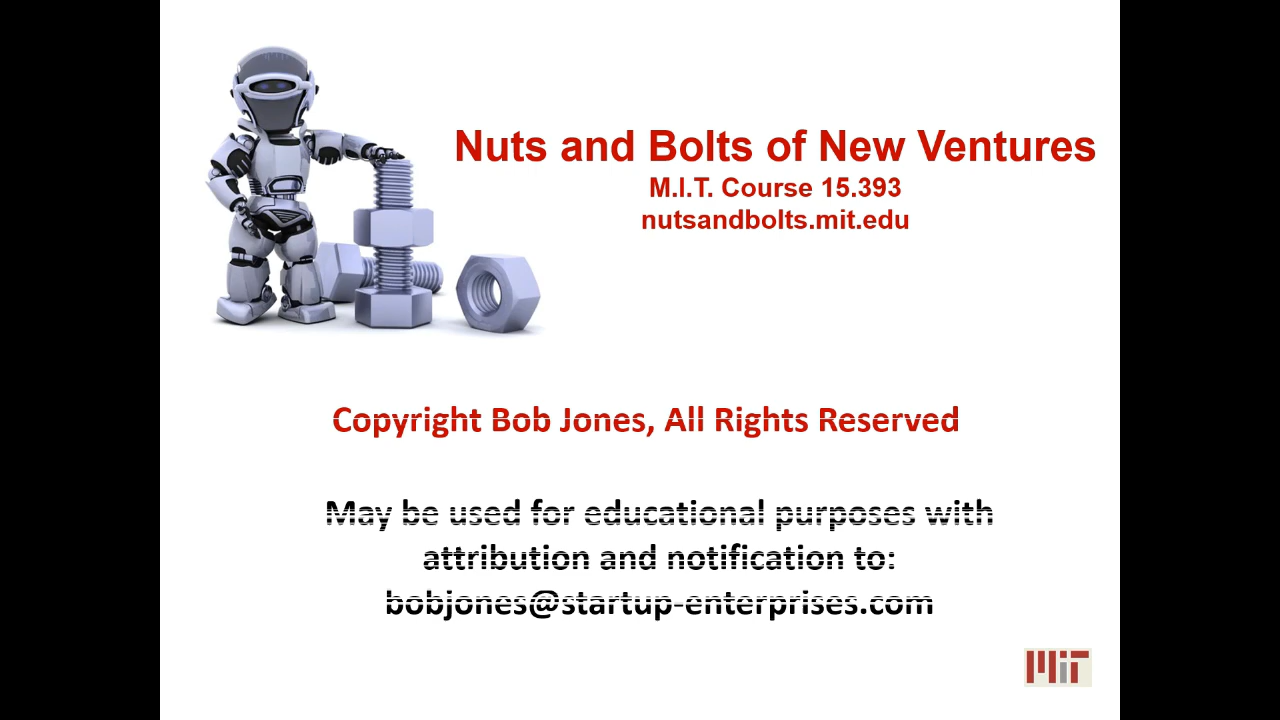 Nuts and Bolts of New Ventures
M.I.T. Course 15.393
nutsandbolts.mit.edu
Copyright Bob Jones, All Rights Reserved
May be used for educational purposes with
attribution and notification to:
bobjones@startup-enterprises.com
MIT